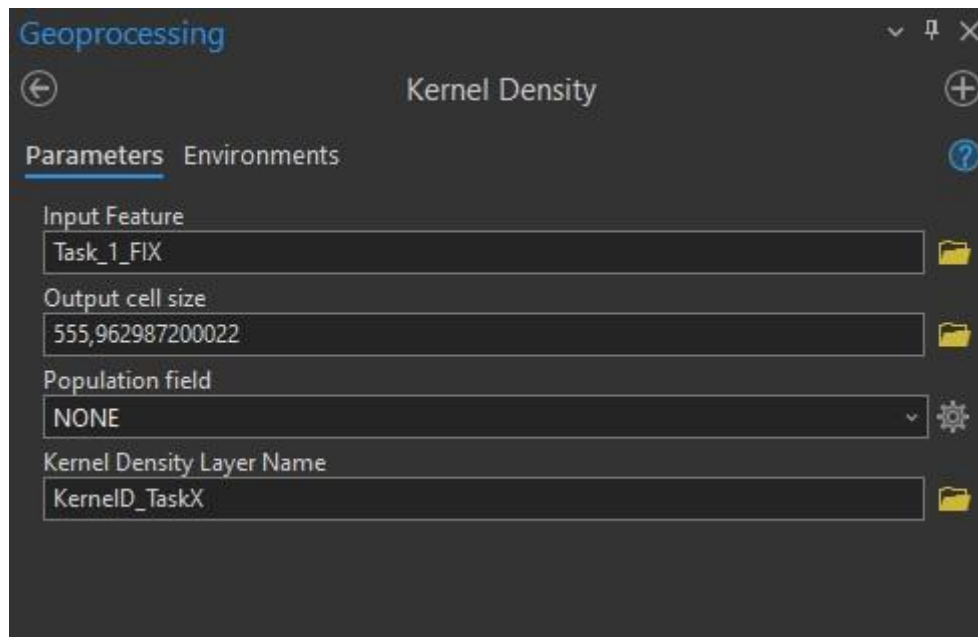 Geoprocessing
Kernel Density
Parameters Environments
Input Feature
Task_1_FIX
Output cell size
555,962987200022
Population field
NONE
Kernel Density Layer Name
KernelD_TaskX